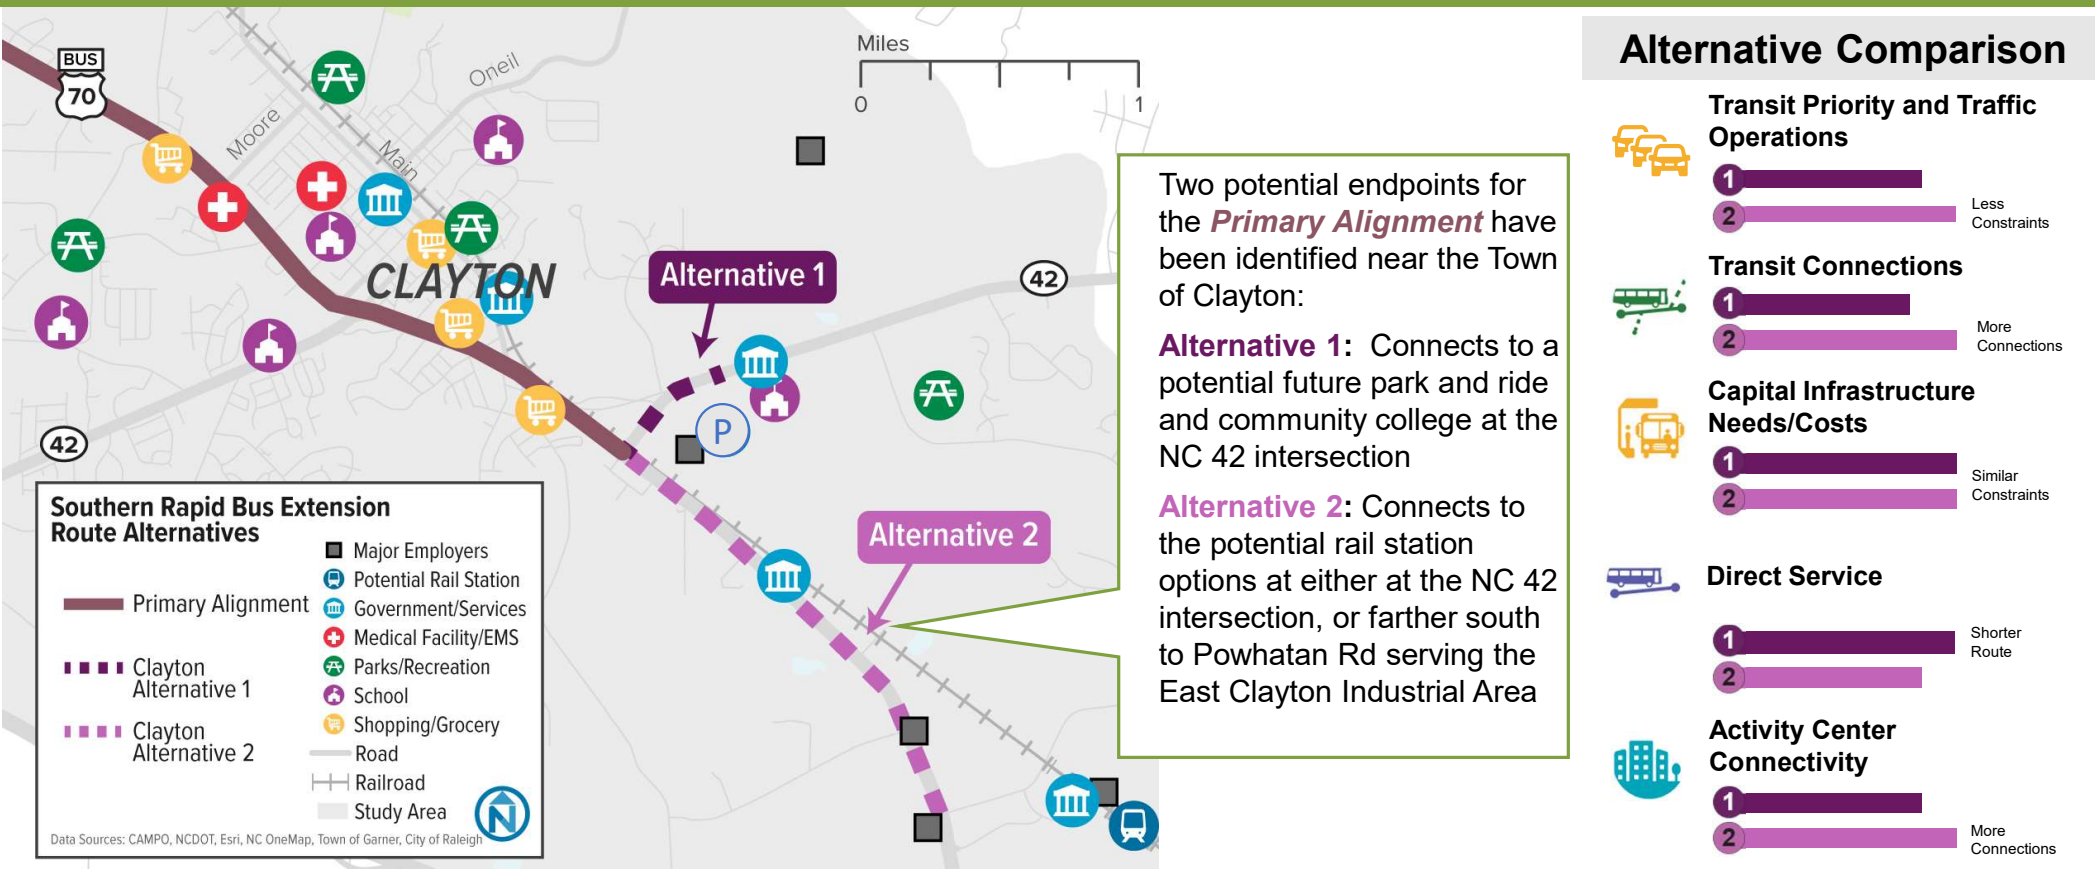 BUS
70
Moore
Main
Oneil
Miles
0
1
CLAYTON
Alternative 1
42
42
P
Alternative 2
Southern Rapid Bus Extension
Route Alternatives
Primary Alignment
Clayton
Alternative 1
Clayton
Alternative 2
Major Employers
Potential Rail Station
Government/Services
Medical Facility/EMS
Parks/Recreation
School
Shopping/Grocery
Road
Railroad
Study Area
N
Data Sources: CAMPO, NCDOT, Esri, NC OneMap, Town of Garner, City of Raleigh
Two potential endpoints for
the Primary Alignment have
been identified near the Town
of Clayton:
Alternative 1: Connects to a
potential future park and ride
and community college at the
NC 42 intersection
Alternative 2: Connects to
the potential rail station
options at either at the NC 42
intersection, or farther south
to Powhatan Rd serving the
East Clayton Industrial Area
Alternative Comparison
Transit Priority and Traffic
Operations
1
2
Less
Constraints
Transit Connections
1
2
More
Connections
Capital Infrastructure
Needs/Costs
1
2
Similar
Constraints
Direct Service
1
Shorter
Route
2
Activity Center
Connectivity
1
2
More
Connections